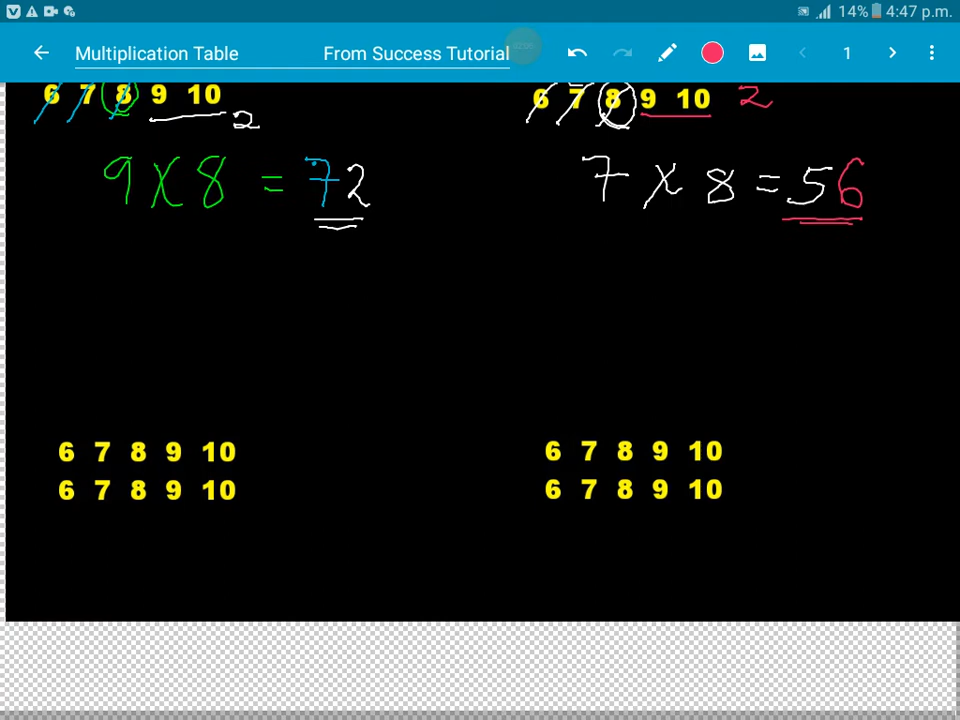 14% 4:47 p.m.
Multiplication Table From Success Tutorial 1
6 7 8 9 10 2
6 7 8 9 10 2
9 X 8 = 72
7 x 8 = 56
6 7 8 9 10
6 7 8 9 10
6 7 8 9 10
6 7 8 9 10